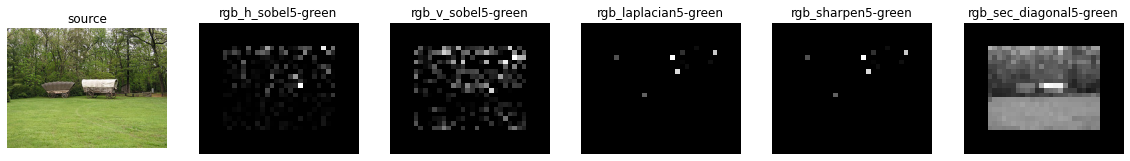 source
rgb_h_sobel5-green
rgb_v_sobel5-green
rgb_laplacian5-green
rgb_sharpen5-green
rgb_sec_diagonal5-green